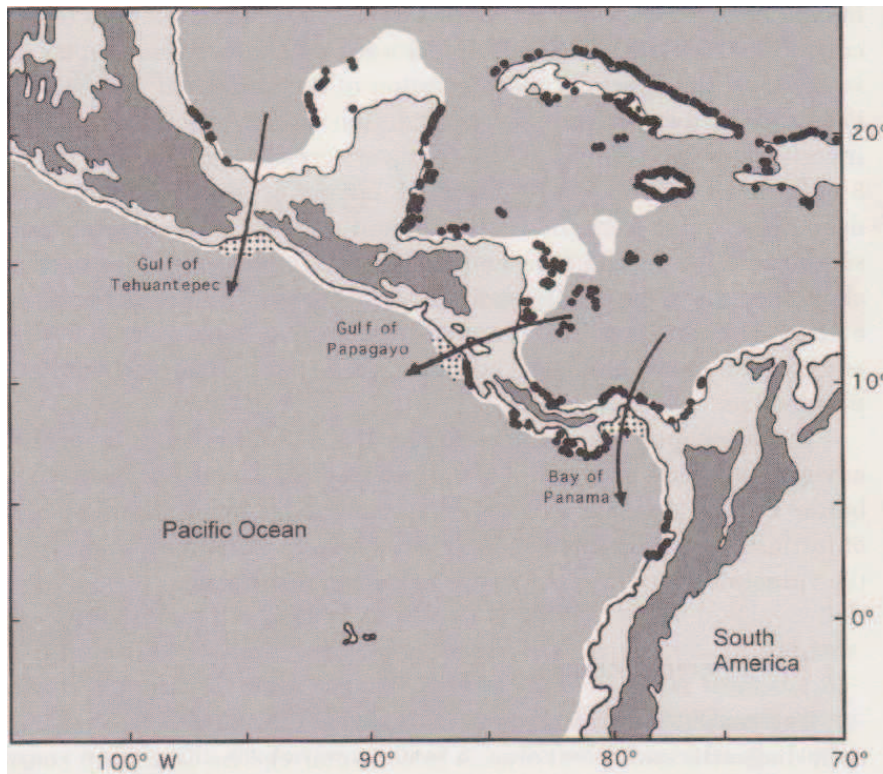 20°
Gulf of
Tehuantepec
Gulf of
Papagayo
10°
Bay of
Panama
Pacific Ocean
0°
South
America
100° W
90°
80°
70°